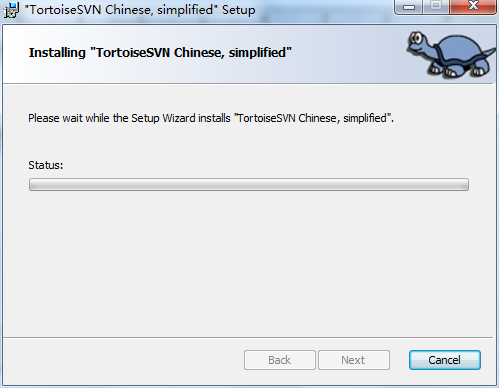 "TortoiseSVN Chinese, simplified" Setup
Installing "TortoiseSVN Chinese, simplified"
Please wait while the Setup Wizard installs "TortoiseSVN Chinese, simplified".
Status:
Back Next Cancel